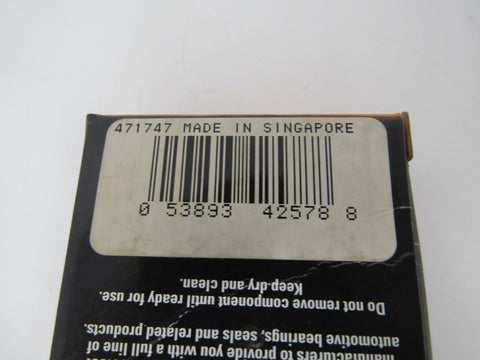 471747 MADE IN SINGAPORE
0 53893 42578 8
manufacturers to provide you with a full line of
automotive bearings, seals and related products.
Do not remove component until ready for use.
Keep dry and clean.